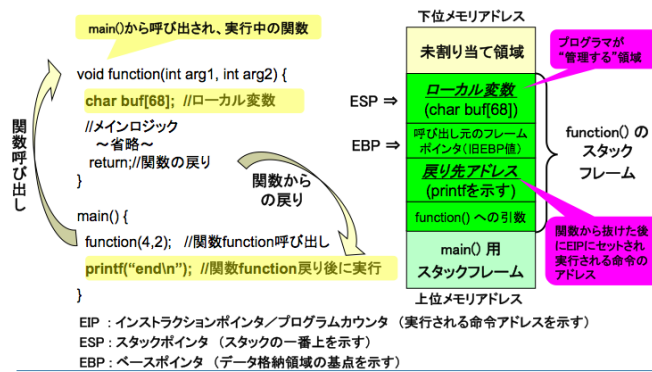 main()から呼び出され、実行中の関数
void function(int arg1, int arg2) {
char buf[68]; //ローカル変数
//メインロジック
～省略～
return;//関数の戻り
}
関数呼び出し
関数から
の戻り
main() {
function(4,2); //関数function呼び出し
printf("end\n"); //関数function戻り後に実行
}
下位メモリアドレス
未割り当て領域
プログラマが
"管理する"領域
ESP ⇒
ローカル変数
(char buf[68])
EBP ⇒
呼び出し元のフレーム
ポインタ(旧EBP値)
戻り先アドレス
(printfを示す)
function() への引数
function() の
スタック
フレーム
関数から抜けた後
にEIPにセットされ
実行される命令の
アドレス
main() 用
スタックフレーム
上位メモリアドレス
EIP ：インストラクションポインタ／プログラムカウンタ （実行される命令アドレスを示す）
ESP ：スタックポインタ （スタックの一番上を示す）
EBP ：ベースポインタ （データ格納領域の基点を示す）